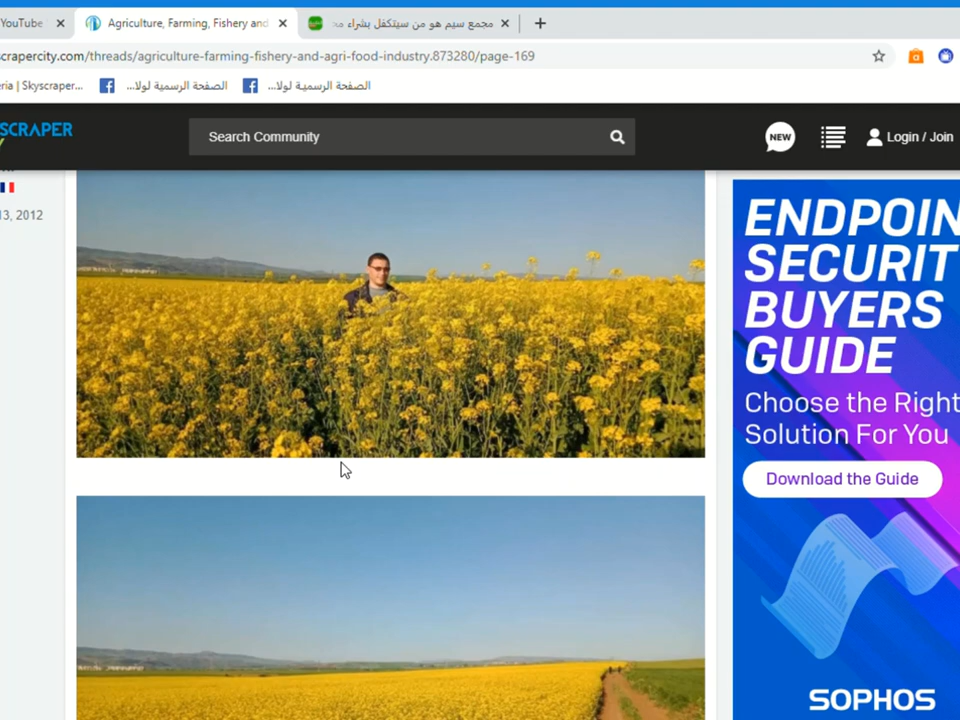 YouTube
Agriculture, Farming, Fishery and
مجمع سيم هو من سيتكفل بشراء مح
crapercity.com/threads/agriculture-farming-fishery-and-agri-food-industry.873280/page-169
ria | Skyscraper...
الصفحة الرسمية لولا...
الصفحة الرسمية لولا...
SCRAPER
Search Community
NEW
Login / Join
13, 2012
ENDPOIN
SECURIT
BUYERS
GUIDE
Choose the Right
Solution For You
Download the Guide
SOPHOS